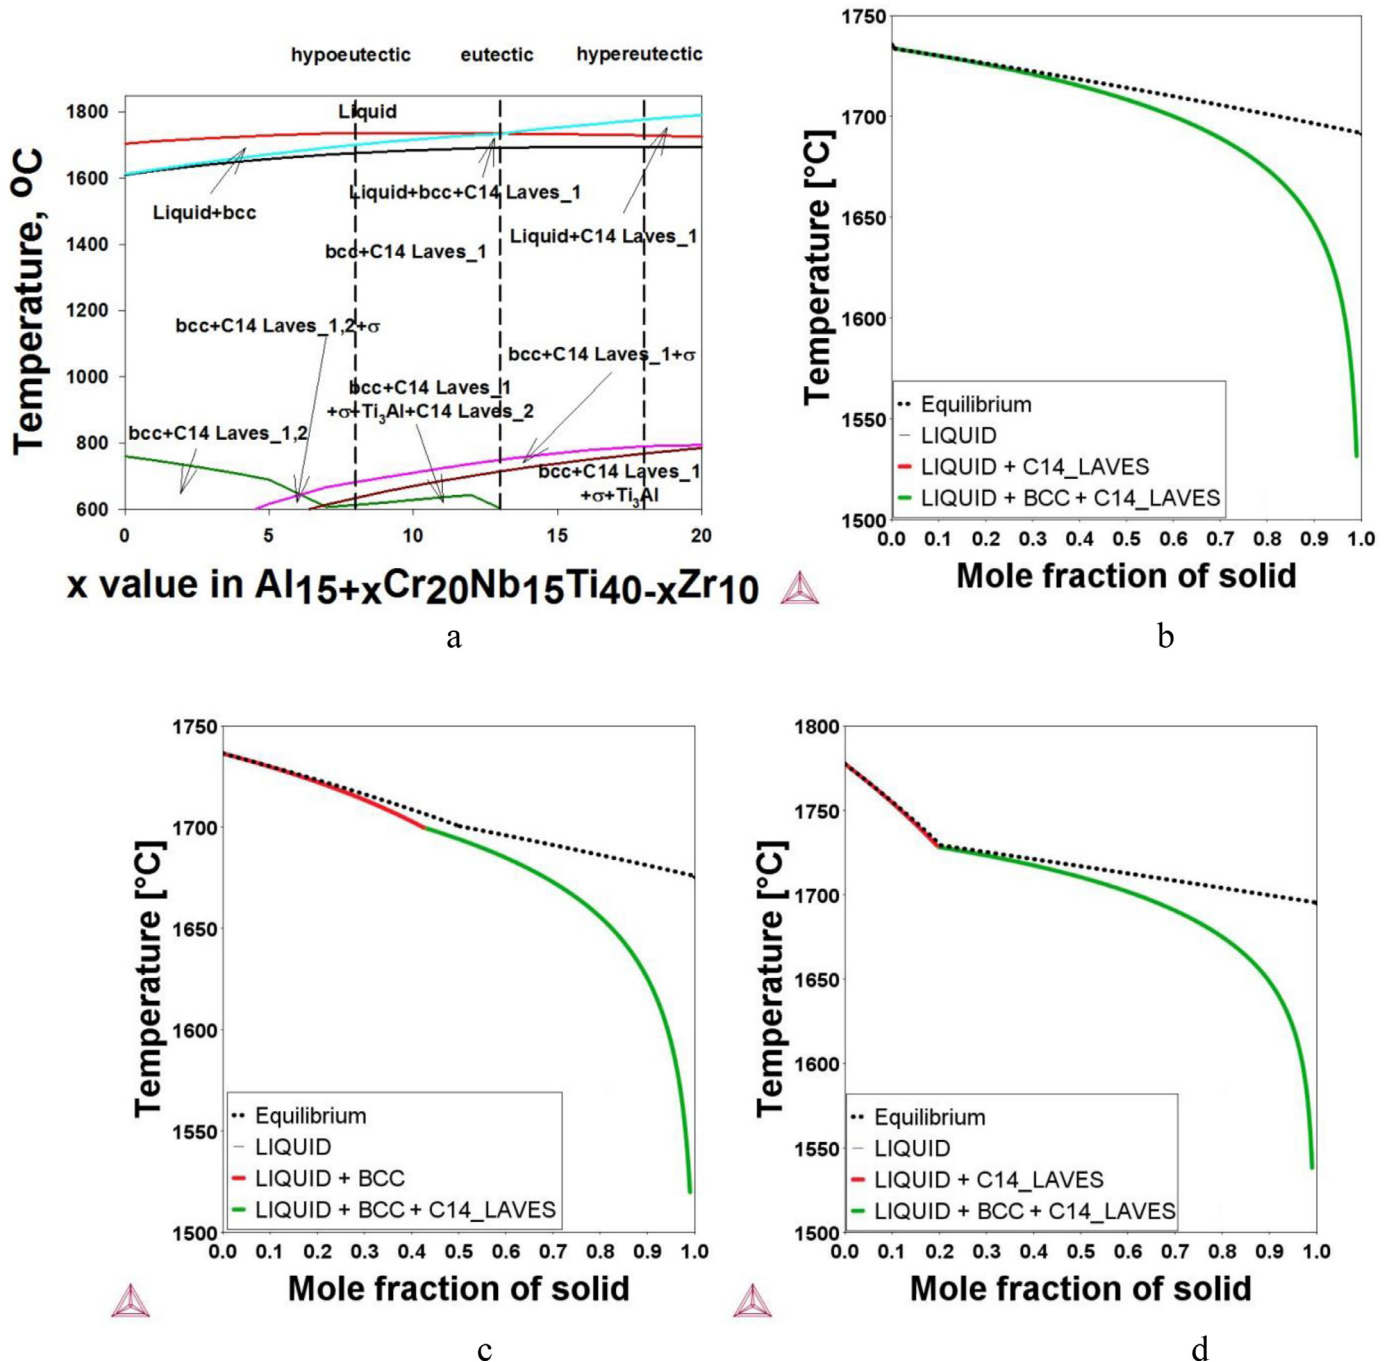 hypoeutectic eutectic hypereutectic
1800
Liquid
1600
Liquid+bcc
Liquid+bcc+C14 Laves_1
Liquid+C14 Laves_1
1400
bcc+C14 Laves_1
1200
bcc+C14 Laves_1,2+σ
1000
bcc+C14 Laves_1+σ
bcc+C14 Laves_1
+σ+Ti3Al+C14 Laves_2
bcc+C14 Laves_1,2
800
bcc+C14 Laves_1
+σ+Ti3Al
600
0 5 10 15 20
Temperature, oC
x value in Al15+xCr20Nb15Ti40-xZr10
a
1750
1700
1650
1600
1550
1500
Temperature [°C]
Equilibrium
LIQUID
LIQUID + C14_LAVES
LIQUID + BCC + C14_LAVES
0.0 0.1 0.2 0.3 0.4 0.5 0.6 0.7 0.8 0.9 1.0
Mole fraction of solid
b
1750
1700
1650
1600
1550
1500
Temperature [°C]
Equilibrium
LIQUID
LIQUID + BCC
LIQUID + BCC + C14_LAVES
0.0 0.1 0.2 0.3 0.4 0.5 0.6 0.7 0.8 0.9 1.0
Mole fraction of solid
c
1800
1750
1700
1650
1600
1550
1500
Temperature [°C]
Equilibrium
LIQUID
LIQUID + C14_LAVES
LIQUID + BCC + C14_LAVES
0.0 0.1 0.2 0.3 0.4 0.5 0.6 0.7 0.8 0.9 1.0
Mole fraction of solid
d